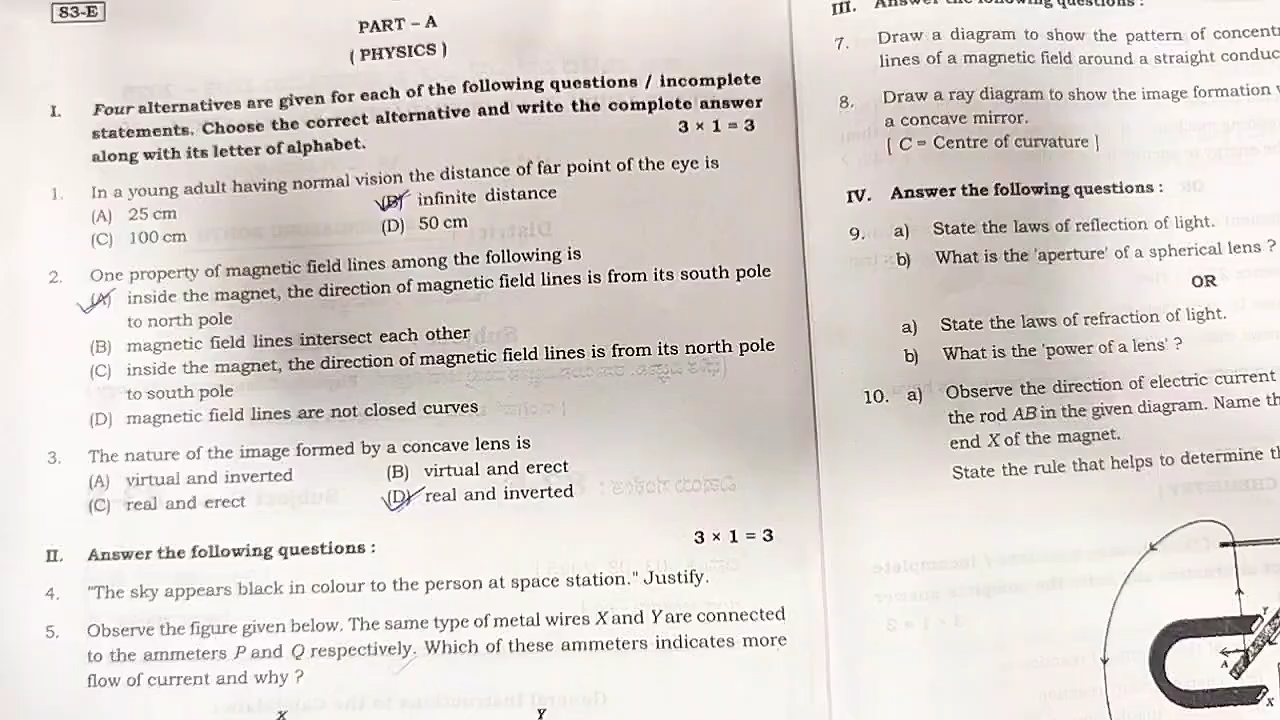 83-E
PART – A
( PHYSICS )
I. Four alternatives are given for each of the following questions / incomplete
statements. Choose the correct alternative and write the complete answer
along with its letter of alphabet. 3 × 1 = 3
1. In a young adult having normal vision the distance of far point of the eye is
(A) 25 cm (B) infinite distance
(C) 100 cm (D) 50 cm
2. One property of magnetic field lines among the following is
(A) inside the magnet, the direction of magnetic field lines is from its south pole
to north pole
(B) magnetic field lines intersect each other
(C) inside the magnet, the direction of magnetic field lines is from its north pole
to south pole
(D) magnetic field lines are not closed curves
3. The nature of the image formed by a concave lens is
(A) virtual and inverted (B) virtual and erect
(C) real and erect (D) real and inverted
II. Answer the following questions : 3 × 1 = 3
4. "The sky appears black in colour to the person at space station." Justify.
5. Observe the figure given below. The same type of metal wires X and Y are connected
to the ammeters P and Q respectively. Which of these ammeters indicates more
flow of current and why ?
X Y
III. Answer the following questions :
7. Draw a diagram to show the pattern of concent
lines of a magnetic field around a straight conduc
8. Draw a ray diagram to show the image formation
a concave mirror.
[ C = Centre of curvature ]
IV. Answer the following questions :
9. a) State the laws of reflection of light.
b) What is the 'aperture' of a spherical lens ?
OR
a) State the laws of refraction of light.
b) What is the 'power of a lens' ?
10. a) Observe the direction of electric current
the rod AB in the given diagram. Name th
end X of the magnet.
State the rule that helps to determine t
Y
A
X